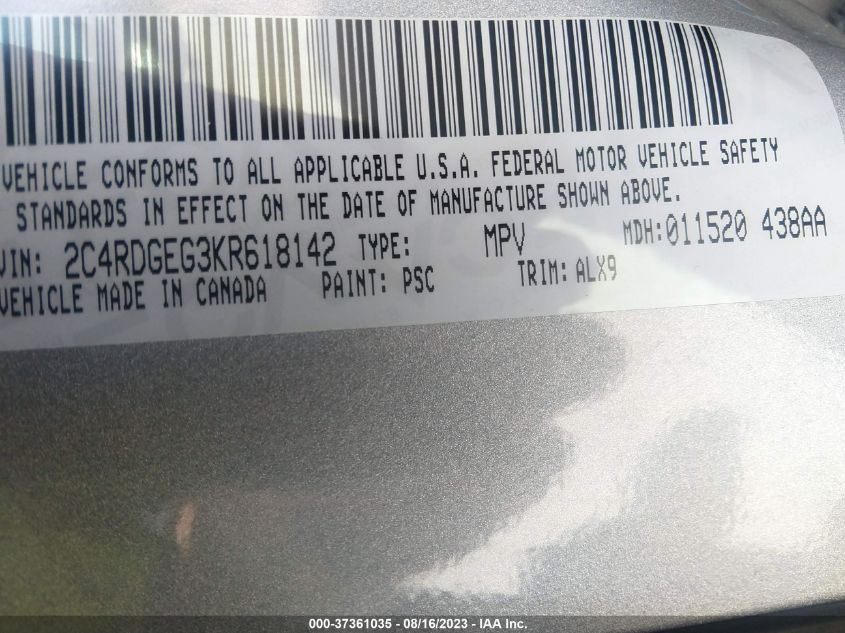 VEHICLE CONFORMS TO ALL APPLICABLE U.S.A. FEDERAL MOTOR VEHICLE SAFETY
STANDARDS IN EFFECT ON THE DATE OF MANUFACTURE SHOWN ABOVE.
VIN: 2C4RDGEG3KR618142 TYPE: MPV MDH: 011520 438AA
VEHICLE MADE IN CANADA PAINT: PSC TRIM: ALX9
000-37361035 - 08/16/2023 - IAA Inc.